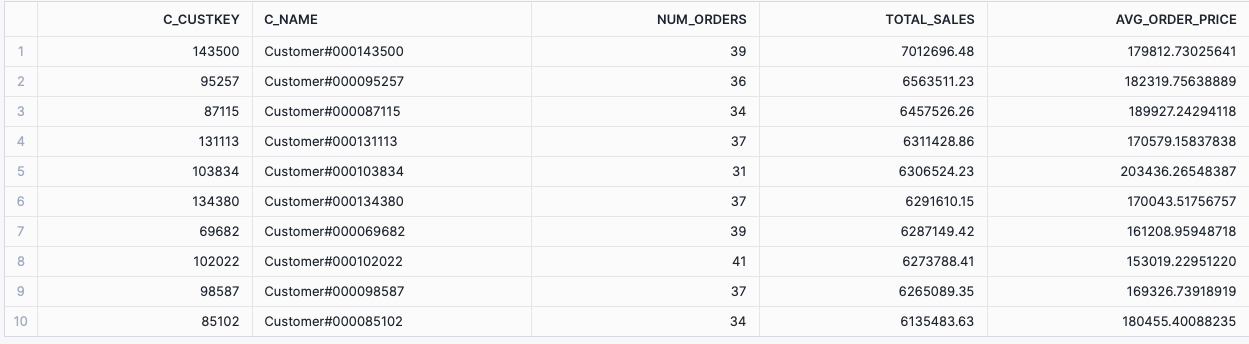 C_CUSTKEY C_NAME NUM_ORDERS TOTAL_SALES AVG_ORDER_PRICE
1 143500 Customer#000143500 39 7012696.48 179812.73025641
2 95257 Customer#000095257 36 6563511.23 182319.75638889
3 87115 Customer#000087115 34 6457526.26 189927.24294118
4 131113 Customer#000131113 37 6311428.86 170579.15837838
5 103834 Customer#000103834 31 6306524.23 203436.26548387
6 134380 Customer#000134380 37 6291610.15 170043.51756757
7 69682 Customer#000069682 39 6287149.42 161208.95948718
8 102022 Customer#000102022 41 6273788.41 153019.22951220
9 98587 Customer#000098587 37 6265089.35 169326.73918919
10 85102 Customer#000085102 34 6135483.63 180455.40088235